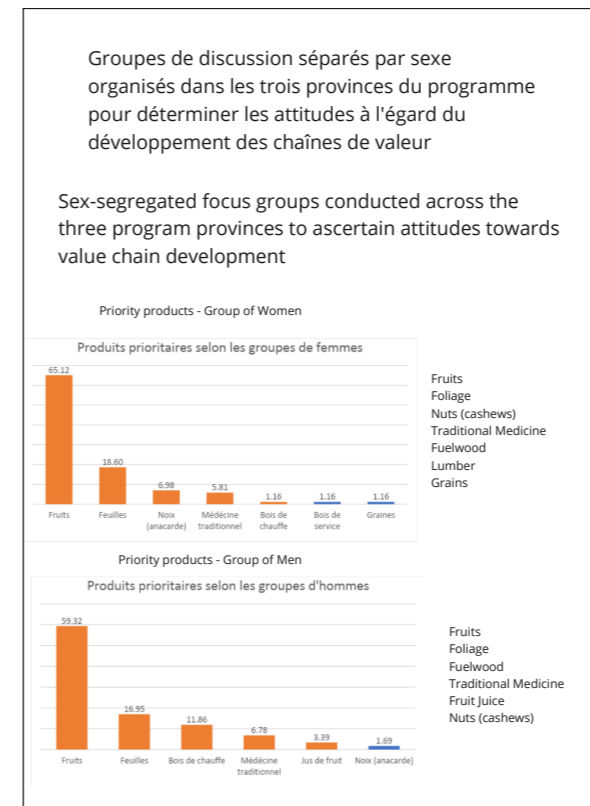 Groupes de discussion séparés par sexe
organisés dans les trois provinces du programme
pour déterminer les attitudes à l'égard du
développement des chaînes de valeur
Sex-segregated focus groups conducted across the
three program provinces to ascertain attitudes towards
value chain development
Priority products - Group of Women
Produits prioritaires selon les groupes de femmes
65.12
18.60
6.98
5.81
1.16
1.16
1.16
Fruits
Feuilles
Noix
(anacarde)
Médécine
traditionnel
Bois de
chauffe
Bois de
service
Graines
Fruits
Foliage
Nuts (cashews)
Traditional Medicine
Fuelwood
Lumber
Grains
Priority products - Group of Men
Produits prioritaires selon les groupes d'hommes
59.32
16.95
11.86
6.78
3.39
1.69
Fruits
Feuilles
Bois de chauffe
Médécine
traditionnel
Jus de fruit
Noix (anacarde)
Fruits
Foliage
Fuelwood
Traditional Medicine
Fruit Juice
Nuts (cashews)